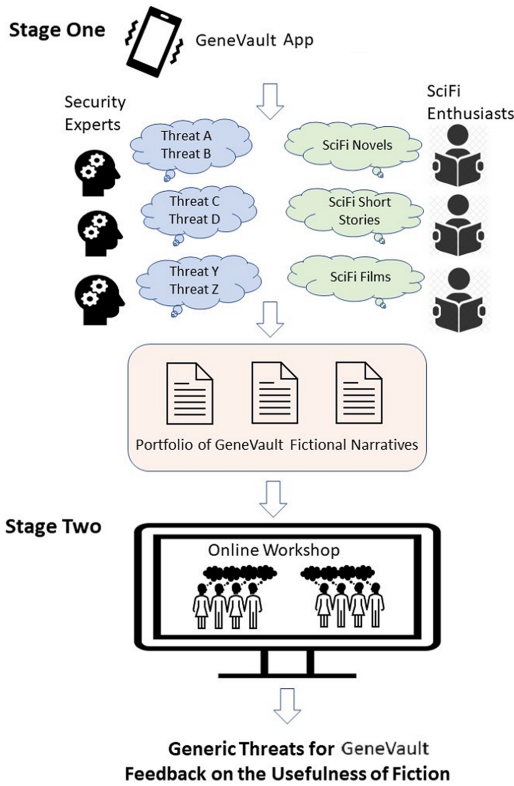 Stage One
GeneVault App
Security
Experts
SciFi
Enthusiasts
Threat A
Threat B
SciFi Novels
Threat C
Threat D
SciFi Short
Stories
Threat Y
Threat Z
SciFi Films
Portfolio of GeneVault Fictional Narratives
Stage Two
Online Workshop
Generic Threats for GeneVault
Feedback on the Usefulness of Fiction